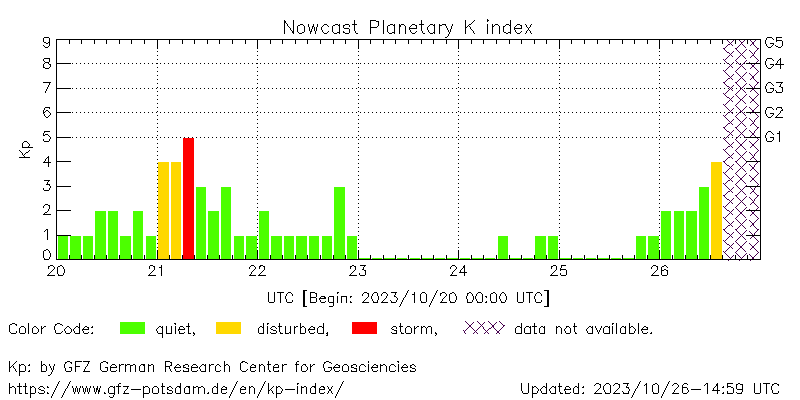 Nowcast Planetary K index
9 G5
8 G4
7 G3
6 G2
5 G1
4
3
2
1
0
Kp
20 21 22 23 24 25 26
UTC [Begin: 2023/10/20 00:00 UTC]
Color Code: quiet, disturbed, storm, data not available.
Kp: by GFZ German Research Center for Geosciencies
https://www.gfz-potsdam.de/en/kp-index/ Updated: 2023/10/26-14:59 UTC